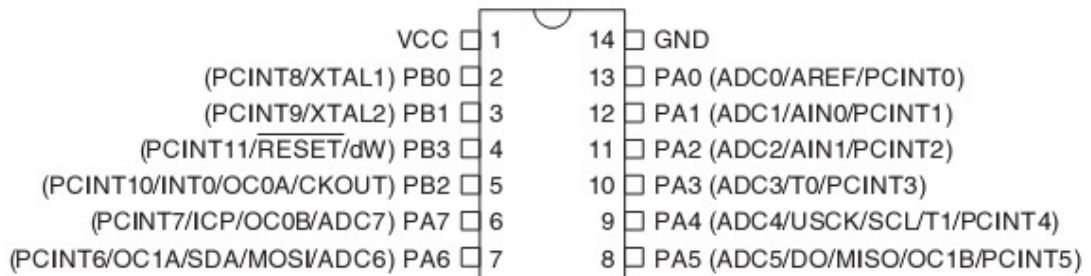 VCC 1 14 GND
(PCINT8/XTAL1) PB0 2 13 PA0 (ADC0/AREF/PCINT0)
(PCINT9/XTAL2) PB1 3 12 PA1 (ADC1/AIN0/PCINT1)
(PCINT11/RESET/dW) PB3 4 11 PA2 (ADC2/AIN1/PCINT2)
(PCINT10/INT0/OC0A/CKOUT) PB2 5 10 PA3 (ADC3/T0/PCINT3)
(PCINT7/ICP/OC0B/ADC7) PA7 6 9 PA4 (ADC4/USCK/SCL/T1/PCINT4)
(PCINT6/OC1A/SDA/MOSI/ADC6) PA6 7 8 PA5 (ADC5/DO/MISO/OC1B/PCINT5)